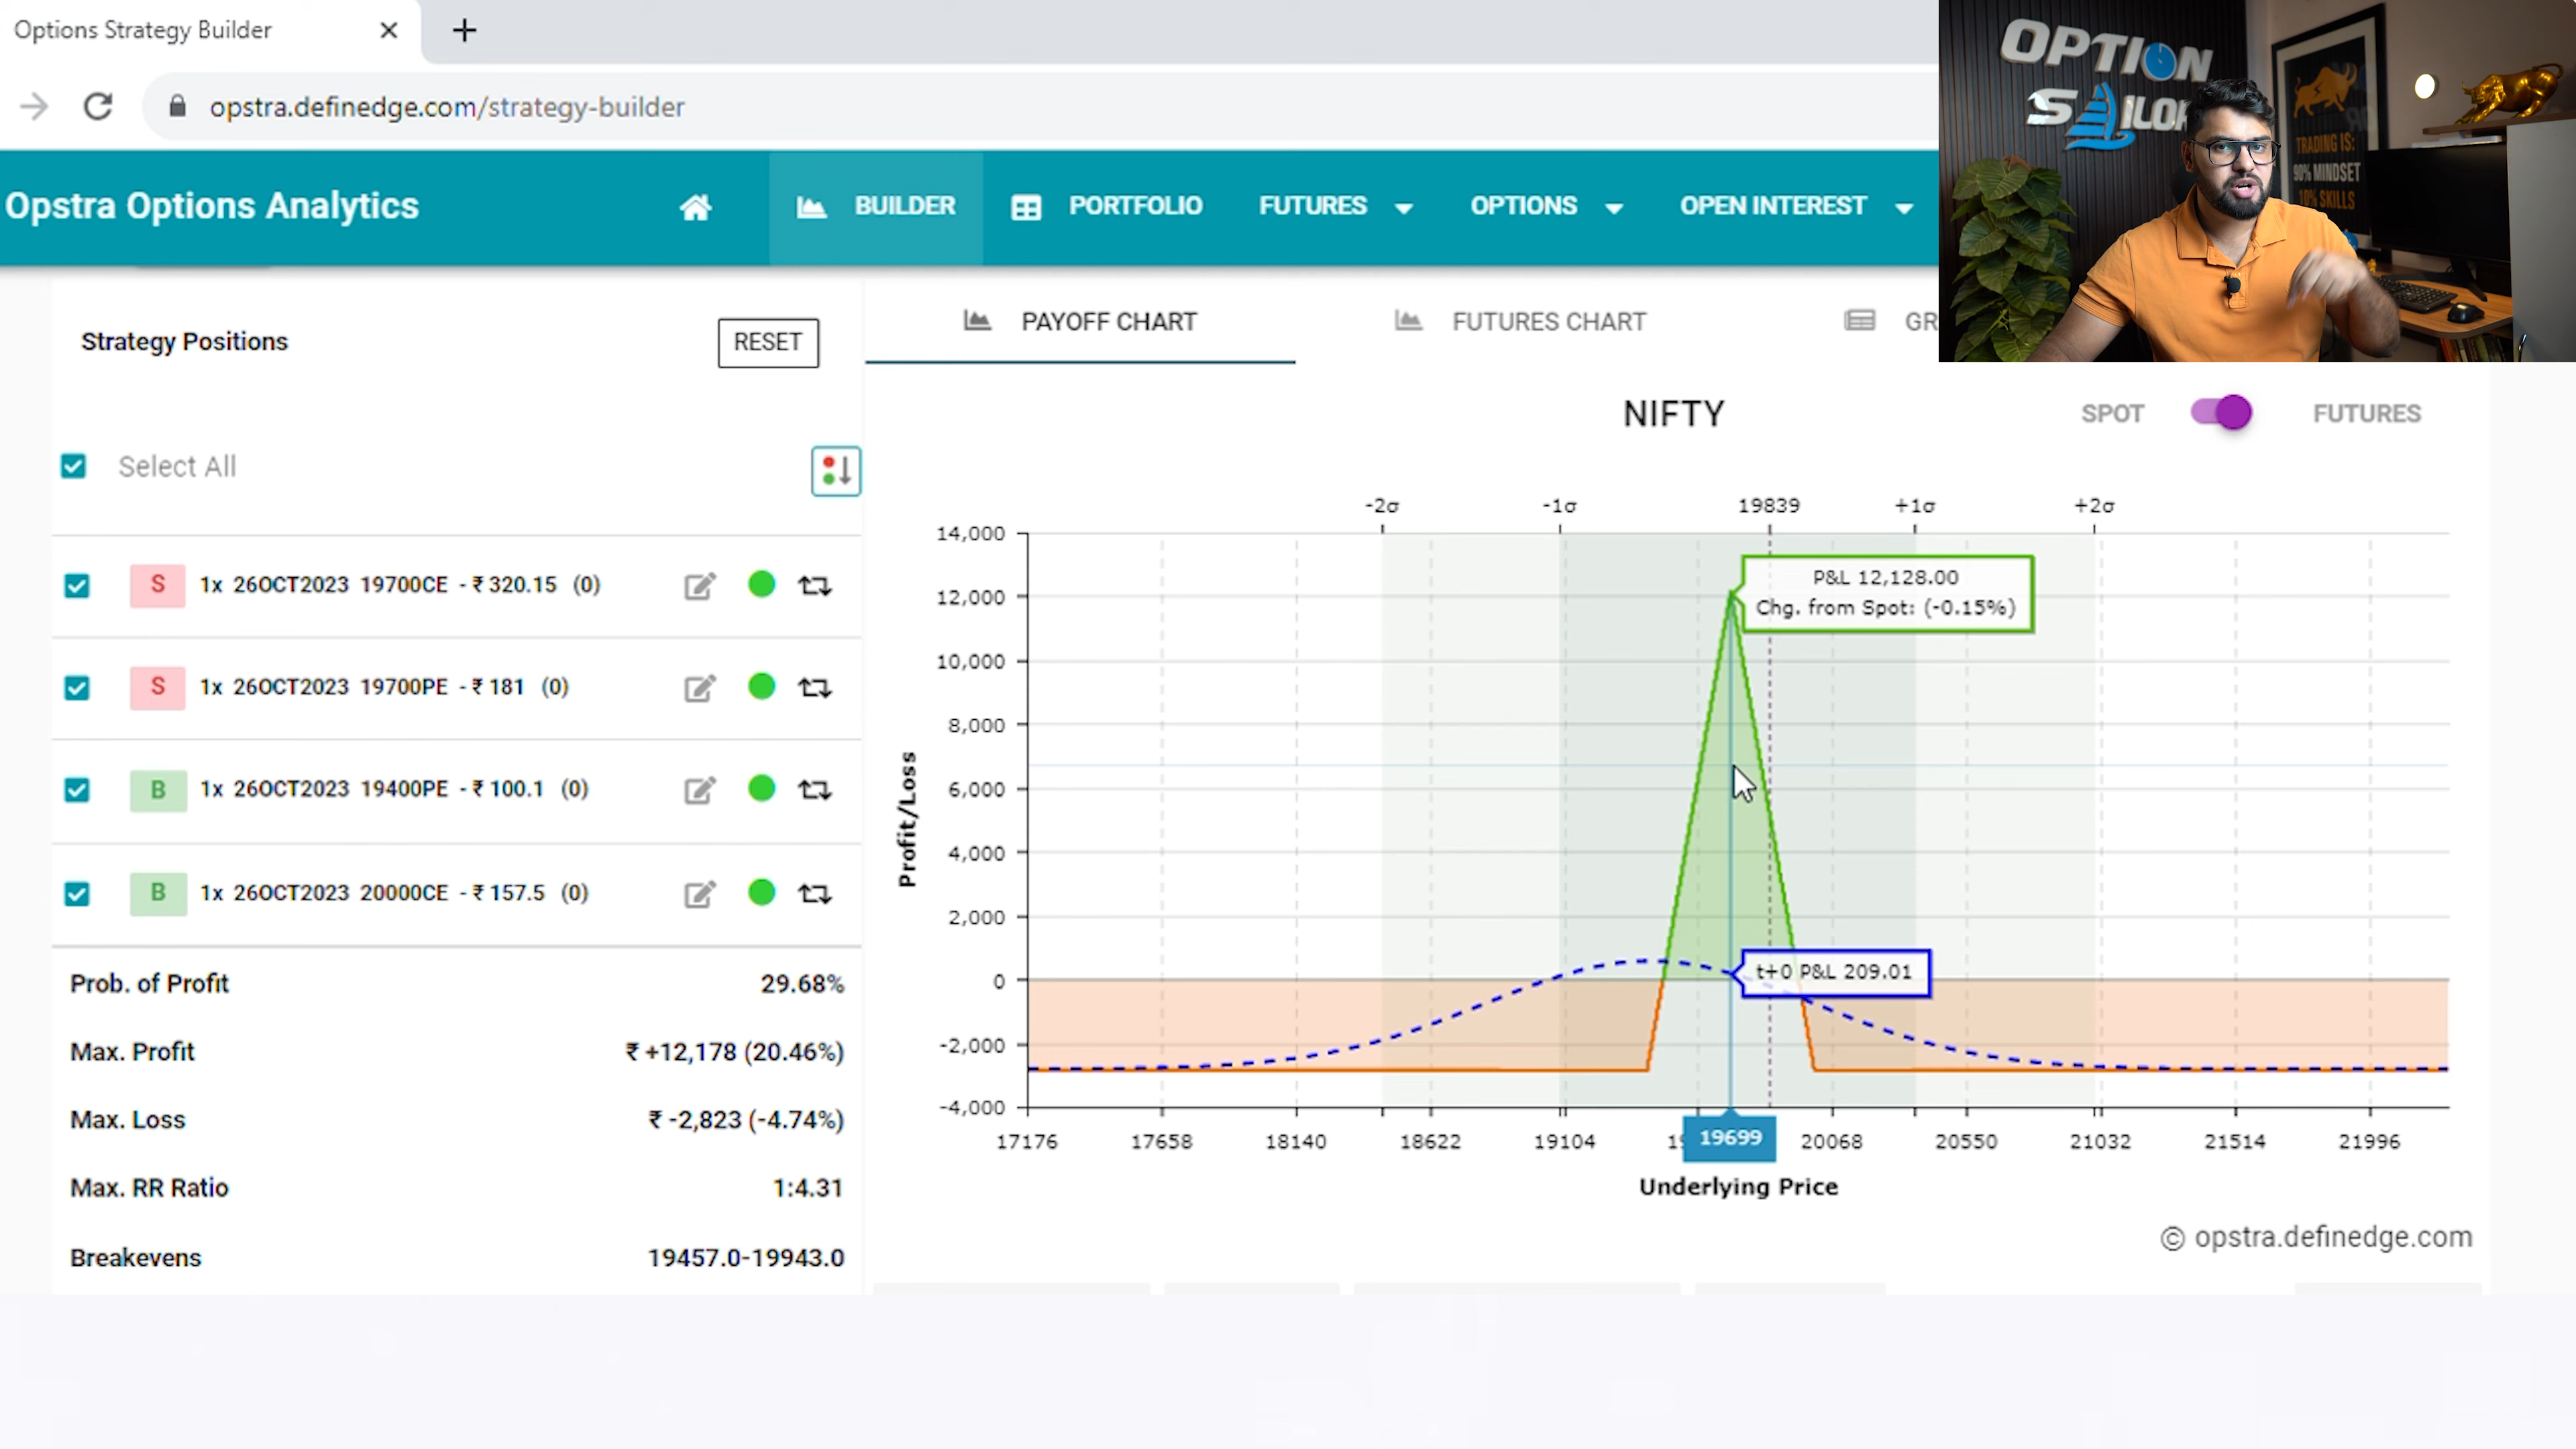 Options Strategy Builder
opstra.definedge.com/strategy-builder
Opstra Options Analytics
BUILDER
PORTFOLIO
FUTURES
OPTIONS
OPEN INTEREST
OPTION
SAILOR
TRADING IS:
90% MINDSET
10% SKILLS
Strategy Positions
RESET
Select All
S 1x 26OCT2023 19700CE - ₹ 320.15 (0)
S 1x 26OCT2023 19700PE - ₹ 181 (0)
B 1x 26OCT2023 19400PE - ₹ 100.1 (0)
B 1x 26OCT2023 20000CE - ₹ 157.5 (0)
Prob. of Profit 29.68%
Max. Profit ₹ +12,178 (20.46%)
Max. Loss ₹ -2,823 (-4.74%)
Max. RR Ratio 1:4.31
Breakevens 19457.0-19943.0
PAYOFF CHART
FUTURES CHART
GR
NIFTY
SPOT
FUTURES
-2σ -1σ 19839 +1σ +2σ
14,000
12,000
10,000
8,000
6,000
4,000
2,000
0
-2,000
-4,000
Profit/Loss
P&L 12,128.00
Chg. from Spot: (-0.15%)
t+0 P&L 209.01
17176 17658 18140 18622 19104 19699 20068 20550 21032 21514 21996
Underlying Price
© opstra.definedge.com